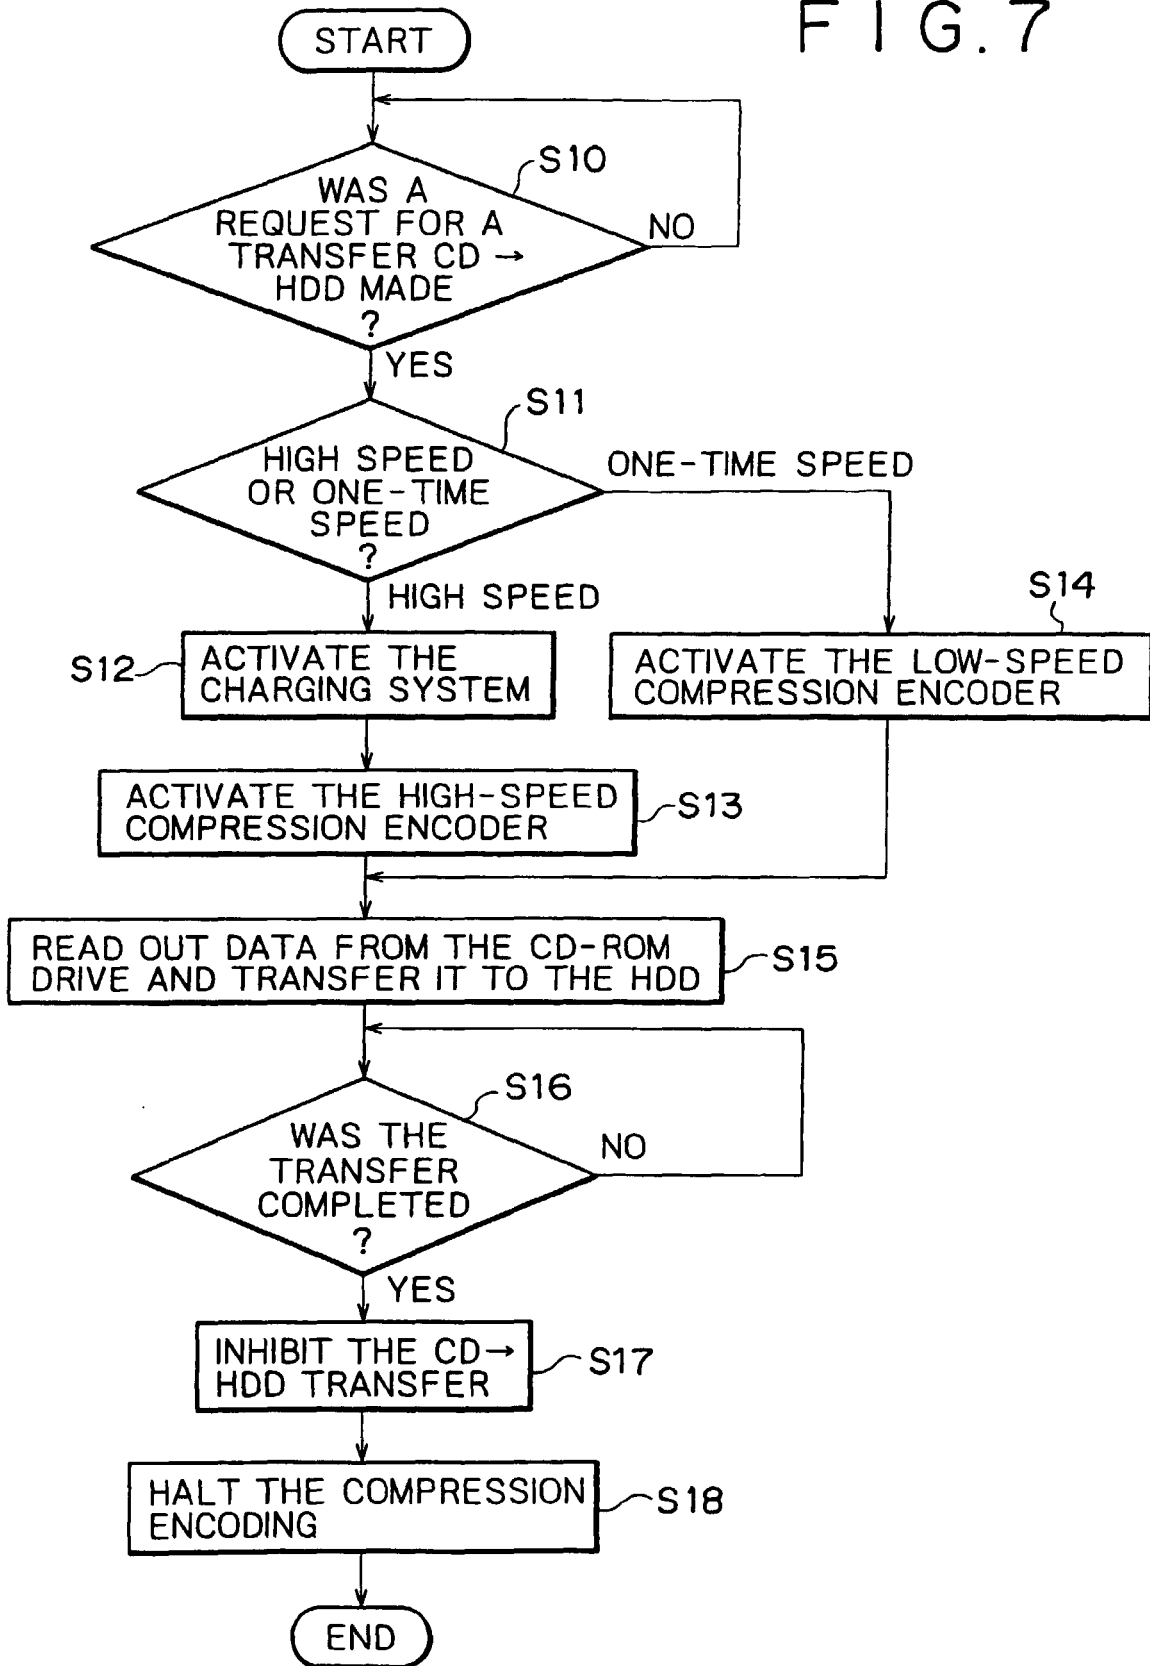 FIG.7
START
S10
WAS A
REQUEST FOR A
TRANSFER CD →
HDD MADE
?
NO
YES
S11
HIGH SPEED
OR ONE-TIME
SPEED
?
ONE-TIME SPEED
HIGH SPEED
S14
S12
ACTIVATE THE
CHARGING SYSTEM
ACTIVATE THE LOW-SPEED
COMPRESSION ENCODER
ACTIVATE THE HIGH-SPEED
COMPRESSION ENCODER
S13
READ OUT DATA FROM THE CD-ROM
DRIVE AND TRANSFER IT TO THE HDD
S15
S16
WAS THE
TRANSFER
COMPLETED
?
NO
YES
INHIBIT THE CD→
HDD TRANSFER
S17
HALT THE COMPRESSION
ENCODING
S18
END